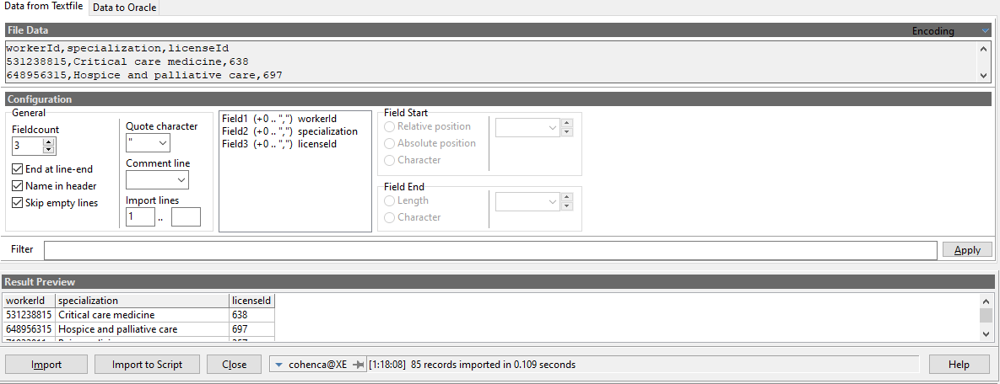 Data from Textfile
Data to Oracle
File Data
Encoding
workerId,specialization,licenseId
531238815,Critical care medicine,638
648956315,Hospice and palliative care,697
Configuration
General
Fieldcount
3
End at line-end
Name in header
Skip empty lines
Quote character
"
Comment line
Import lines
1 ..
Field1 (+0 .. ",") workerId
Field2 (+0 .. ",") specialization
Field3 (+0 .. ",") licenseId
Field Start
Relative position
Absolute position
Character
Field End
Length
Character
Filter
Apply
Result Preview
workerId specialization licenseId
531238815 Critical care medicine 638
648956315 Hospice and palliative care 697
Import
Import to Script
Close
cohenca@XE
[1:18:08] 85 records imported in 0.109 seconds
Help